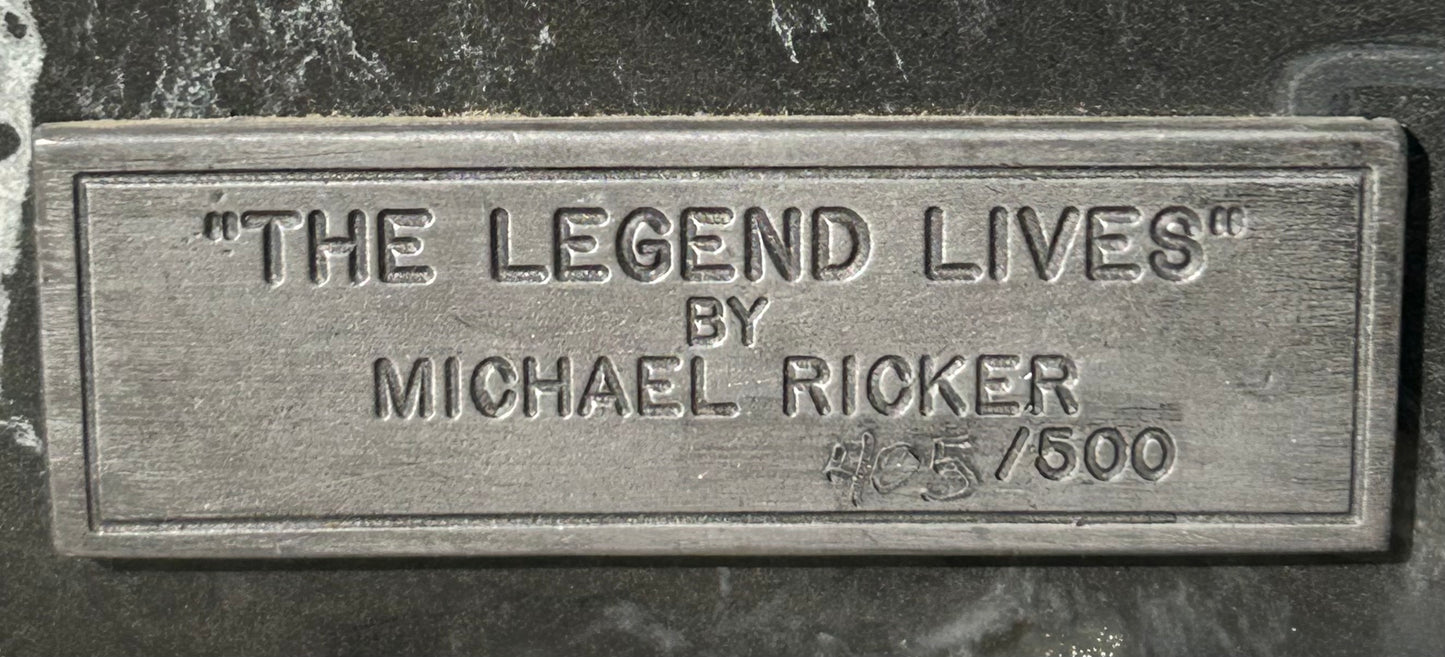 "THE LEGEND LIVES"
BY
MICHAEL RICKER
405/500